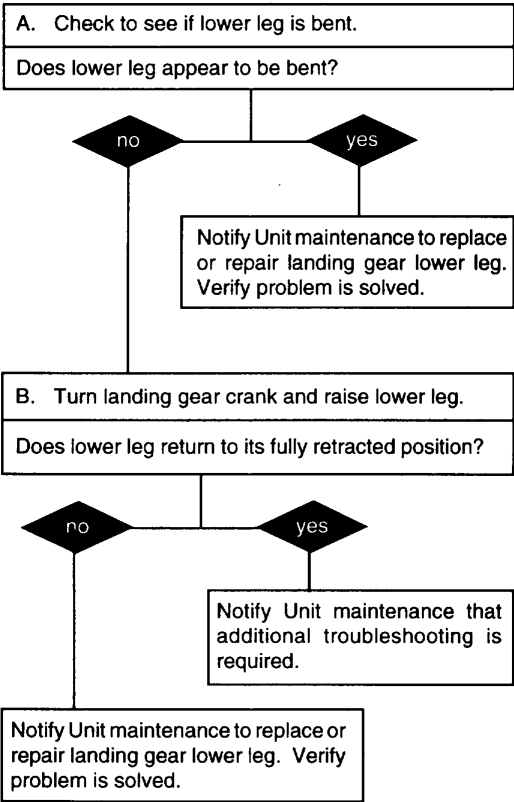 A. Check to see if lower leg is bent.
Does lower leg appear to be bent?
no
yes
Notify Unit maintenance to replace
or repair landing gear lower leg.
Verify problem is solved.
B. Turn landing gear crank and raise lower leg.
Does lower leg return to its fully retracted position?
no
yes
Notify Unit maintenance that
additional troubleshooting is
required.
Notify Unit maintenance to replace or
repair landing gear lower leg. Verify
problem is solved.